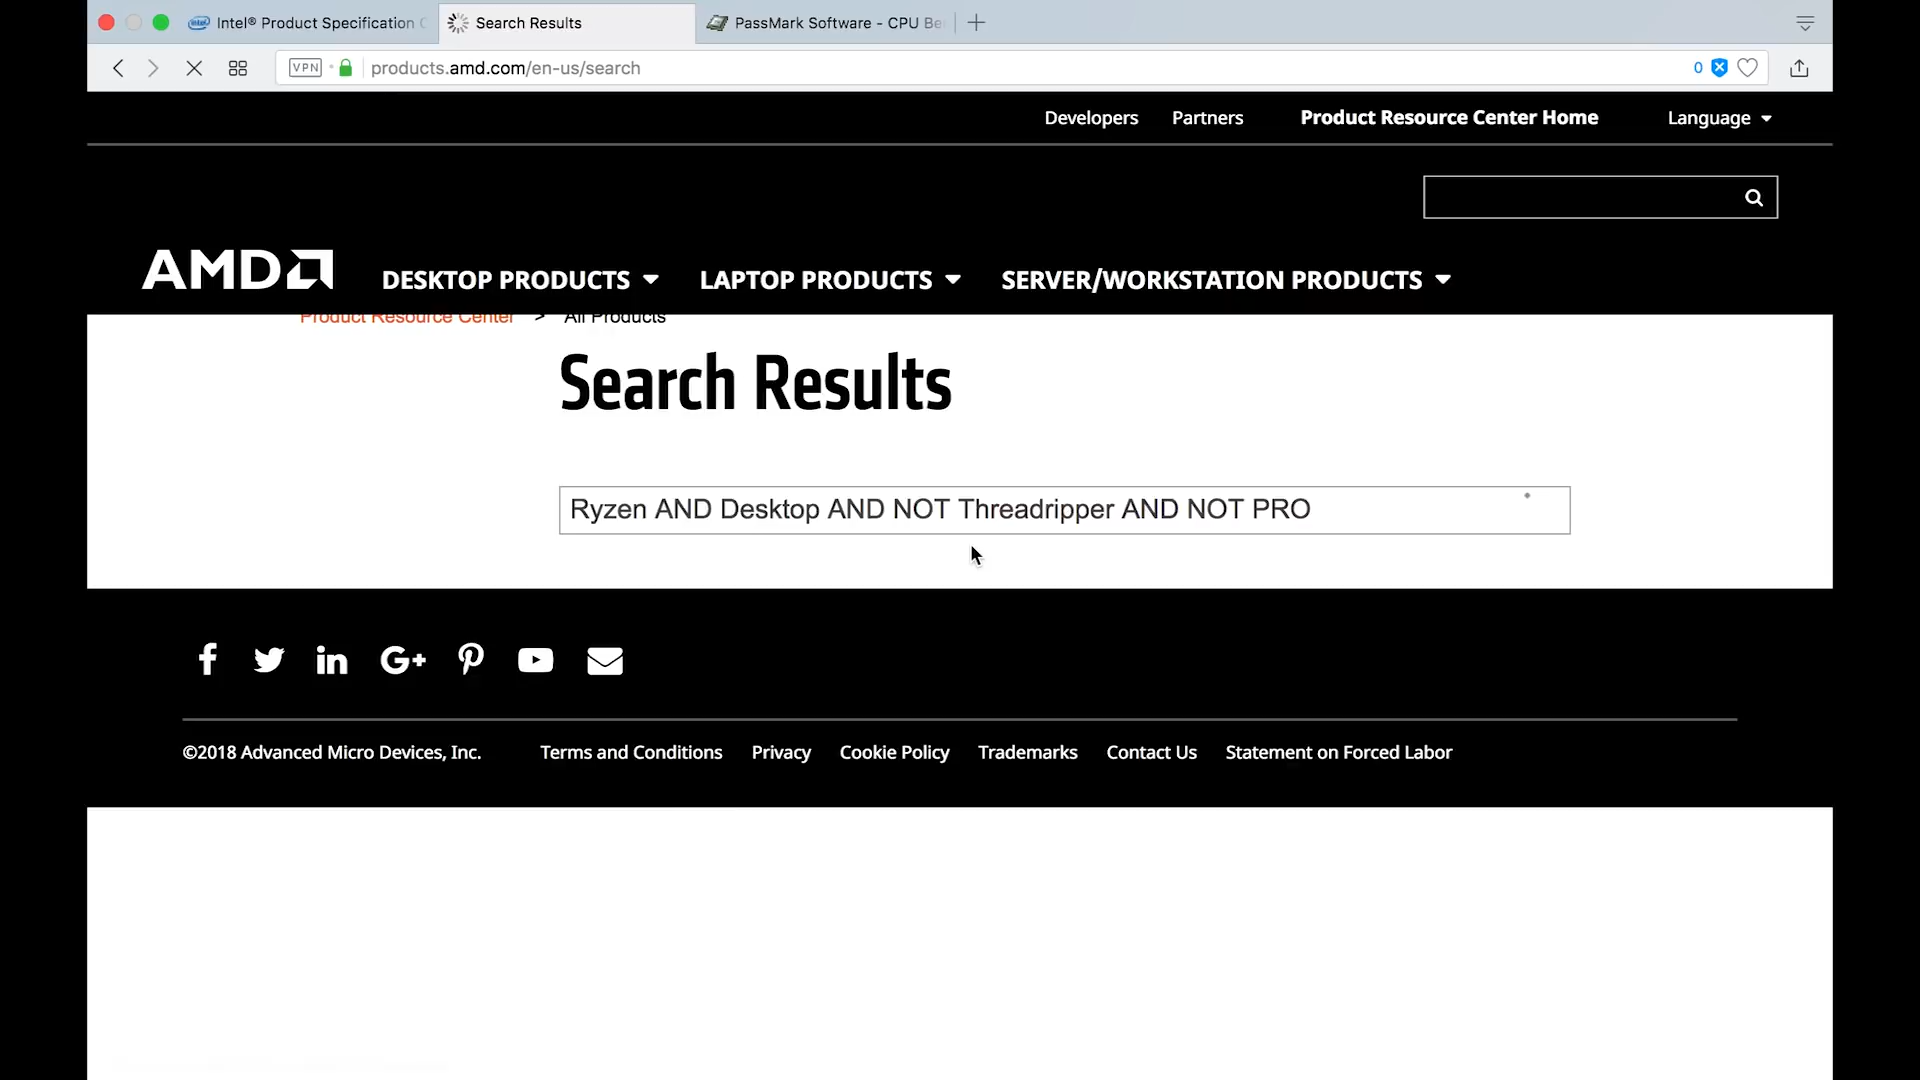 Intel® Product Specification
Search Results
PassMark Software - CPU Be
VPN
products.amd.com/en-us/search
0
Developers
Partners
Product Resource Center Home
Language
AMD
DESKTOP PRODUCTS
LAPTOP PRODUCTS
SERVER/WORKSTATION PRODUCTS
Product Resource Center > All Products
Search Results
Ryzen AND Desktop AND NOT Threadripper AND NOT PRO
©2018 Advanced Micro Devices, Inc.
Terms and Conditions
Privacy
Cookie Policy
Trademarks
Contact Us
Statement on Forced Labor